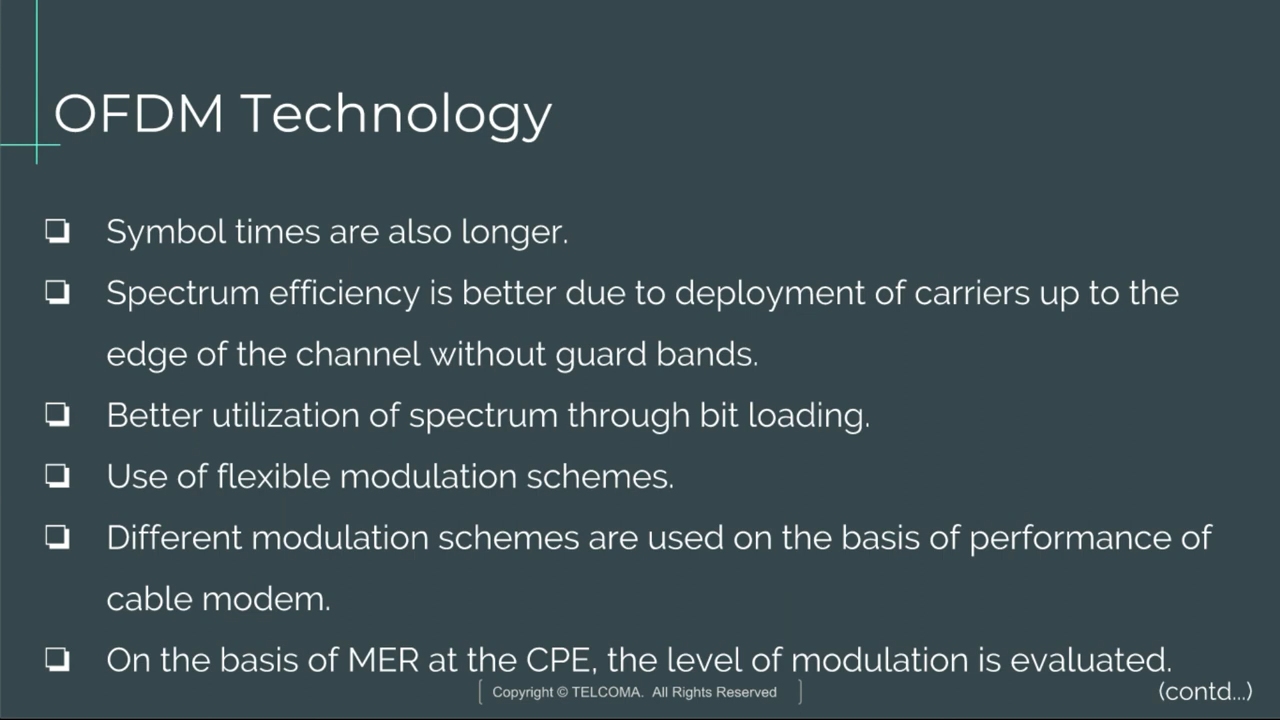 OFDM Technology
❏ Symbol times are also longer.
❏ Spectrum efficiency is better due to deployment of carriers up to the
edge of the channel without guard bands.
❏ Better utilization of spectrum through bit loading.
❏ Use of flexible modulation schemes.
❏ Different modulation schemes are used on the basis of performance of
cable modem.
❏ On the basis of MER at the CPE, the level of modulation is evaluated.
[ Copyright © TELCOMA. All Rights Reserved ]
(contd...)